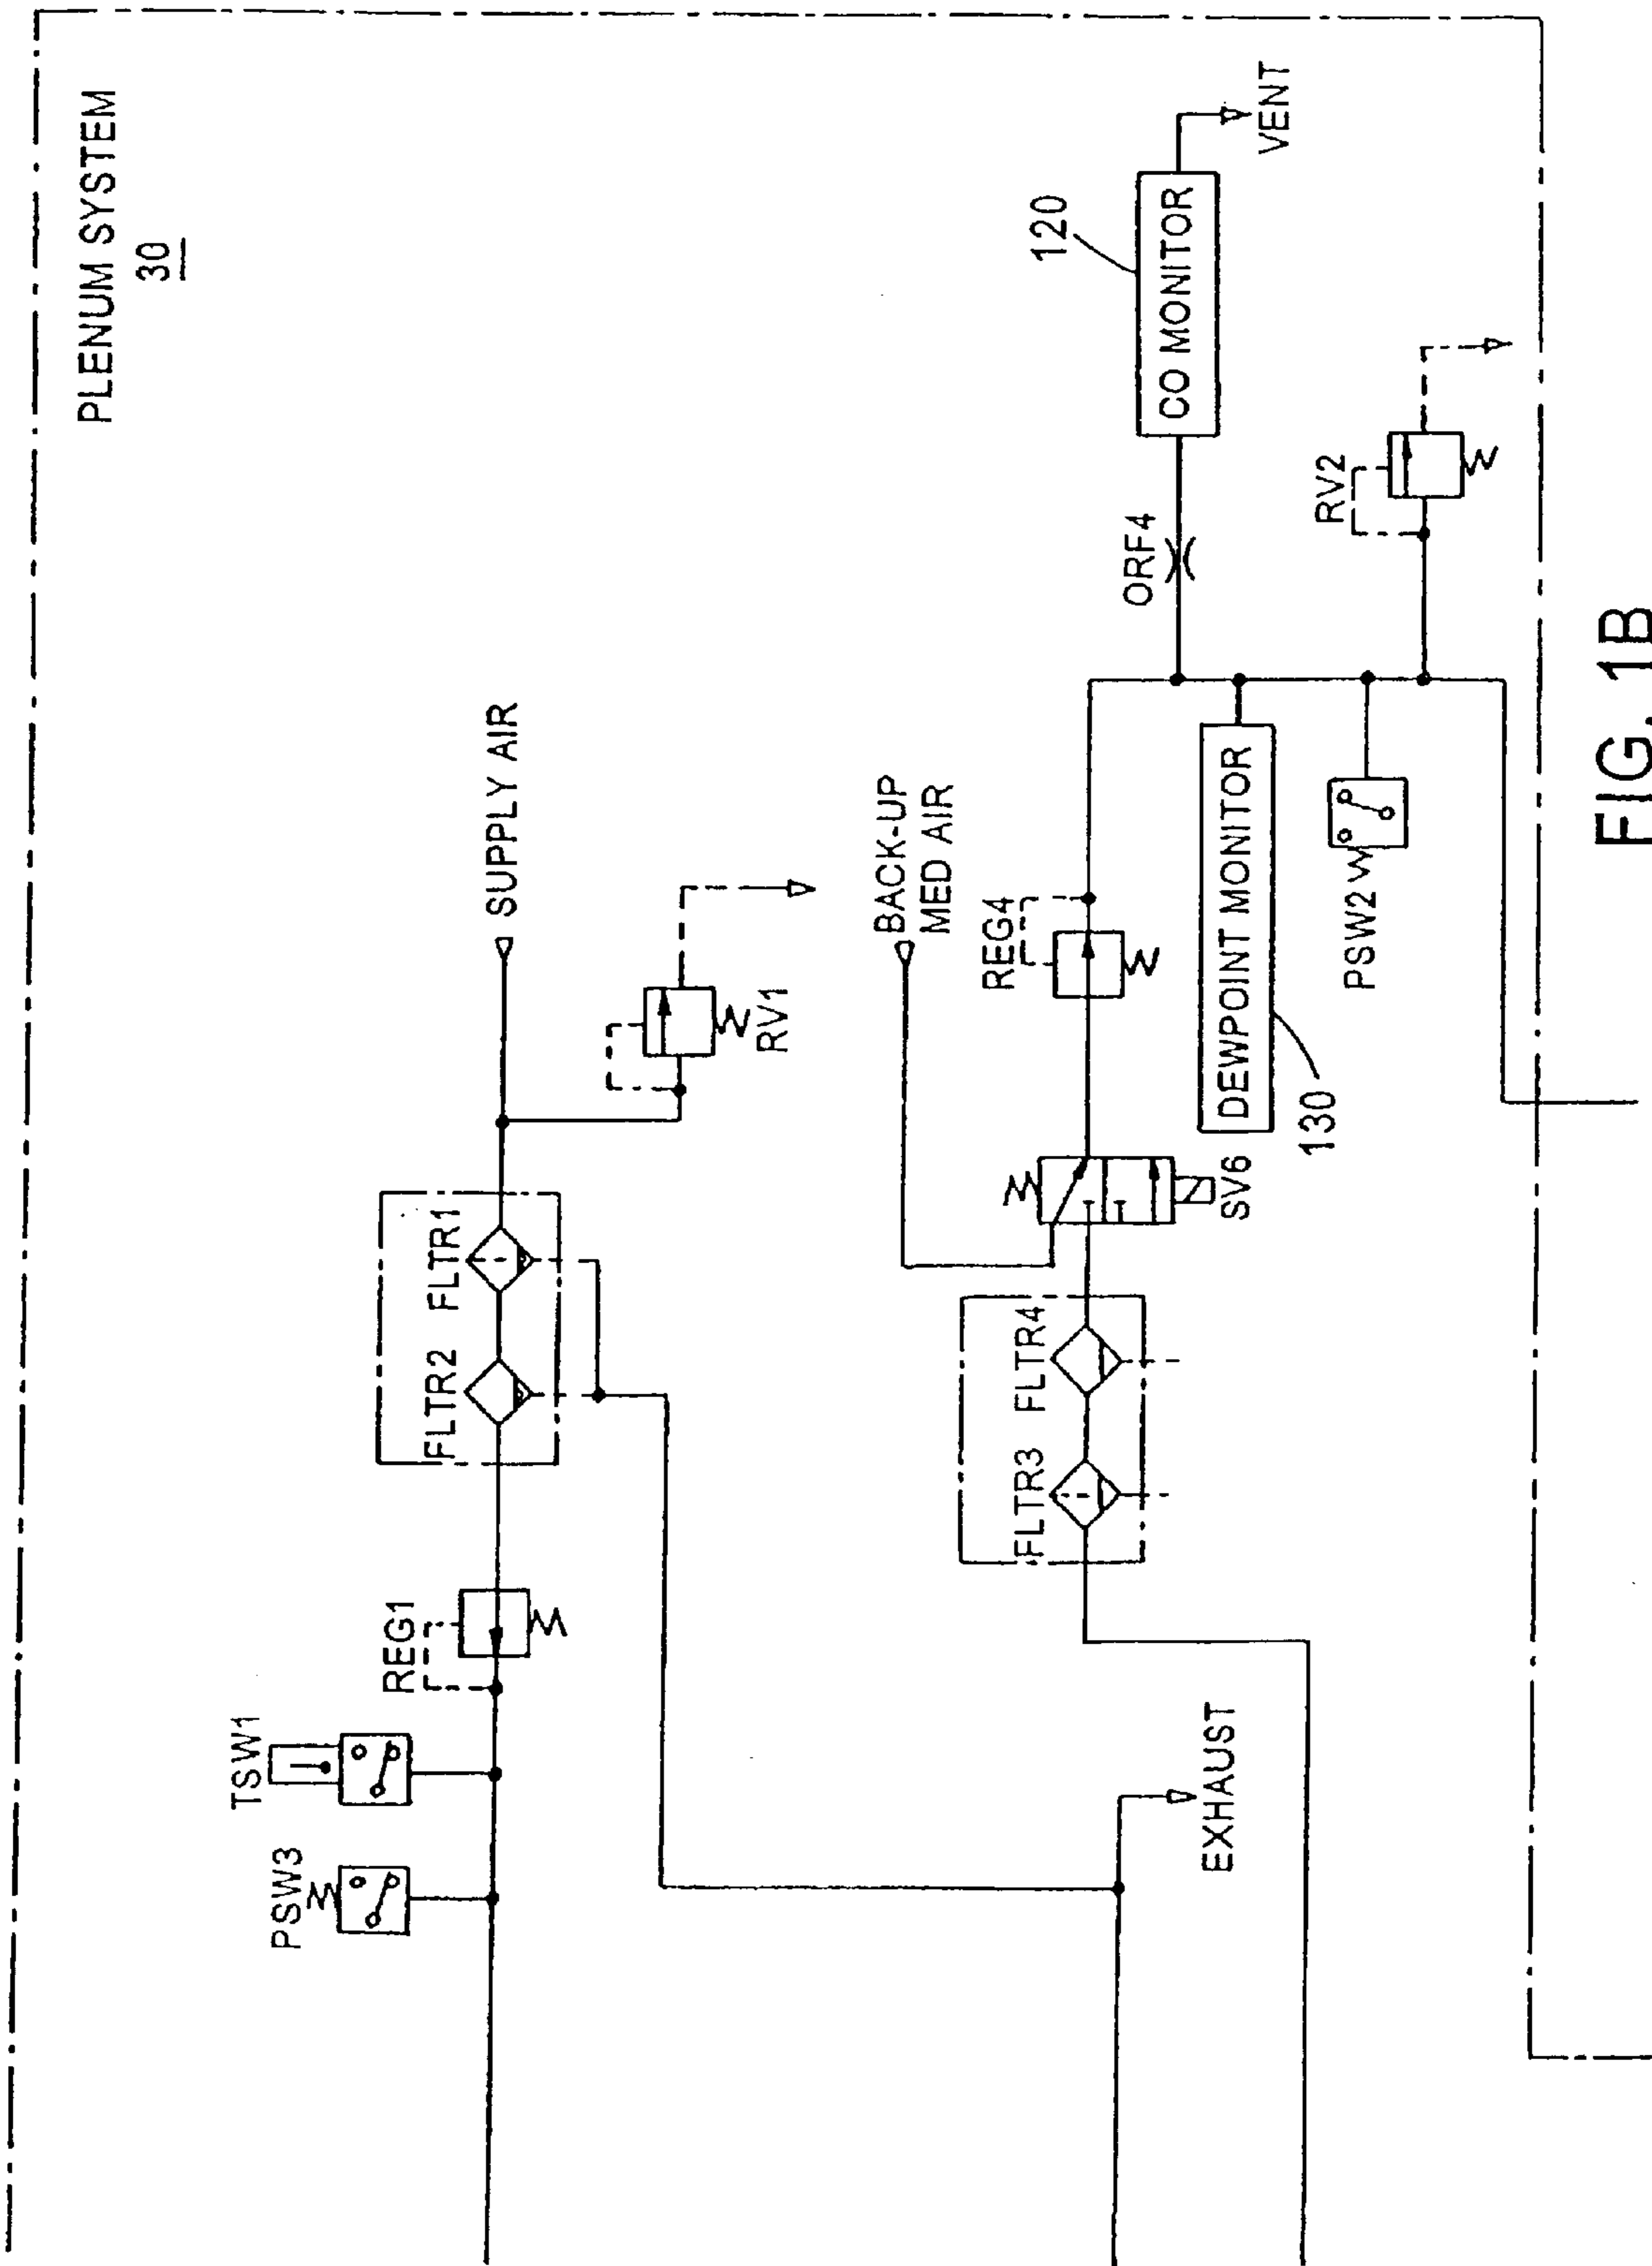 PLENUM SYSTEM
30
TSW1
PSW3
REG1
FLTR2
FLTR1
SUPPLY AIR
RV1
BACK-UP
MED AIR
REG4
FLTR3
FLTR4
SV6
ORF4
120
CO MONITOR
VENT
DEWPOINT MONITOR
130
PSW2
RV2
EXHAUST
FIG. 1B